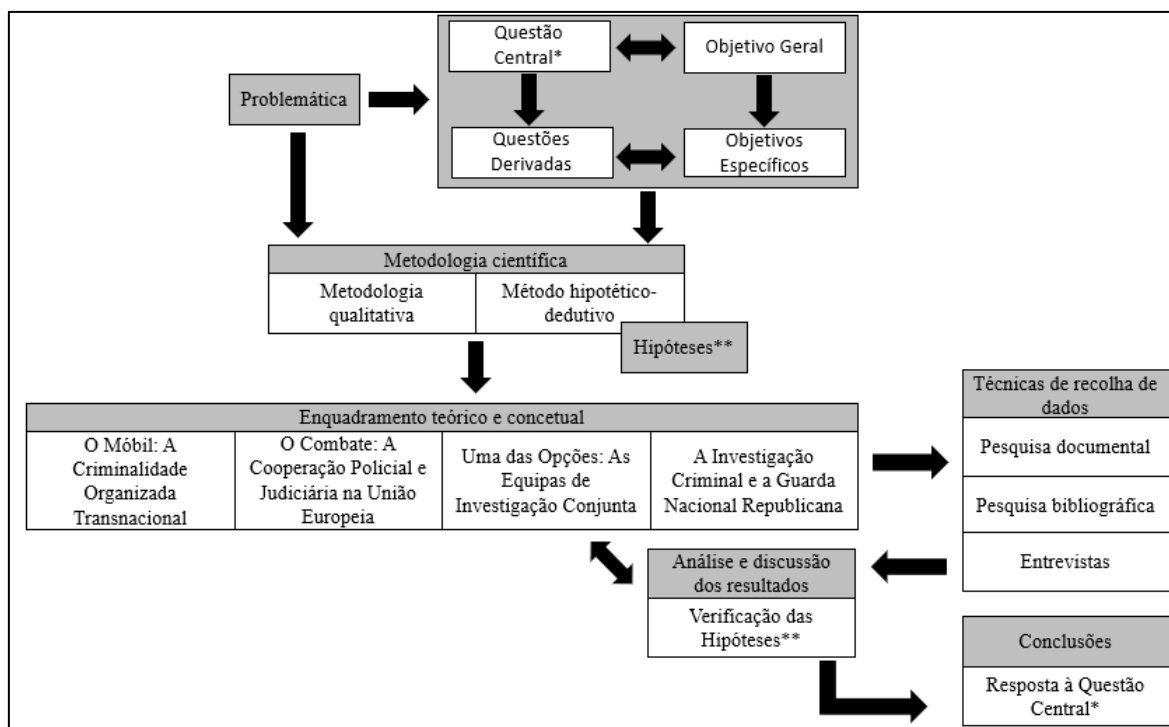 Questão
Central*
Objetivo Geral
Problemática
Questões
Derivadas
Objetivos
Específicos
Metodologia científica
Metodologia
qualitativa
Método hipotético-
dedutivo
Hipóteses**
Enquadramento teórico e concetual
O Móbil: A
Criminalidade
Organizada
Transnacional
O Combate: A
Cooperação Policial e
Judiciária na União
Europeia
Uma das Opções: As
Equipas de
Investigação Conjunta
A Investigação
Criminal e a Guarda
Nacional Republicana
Técnicas de recolha de
dados
Pesquisa documental
Pesquisa bibliográfica
Entrevistas
Análise e discussão
dos resultados
Verificação das
Hipóteses**
Conclusões
Resposta à Questão
Central*